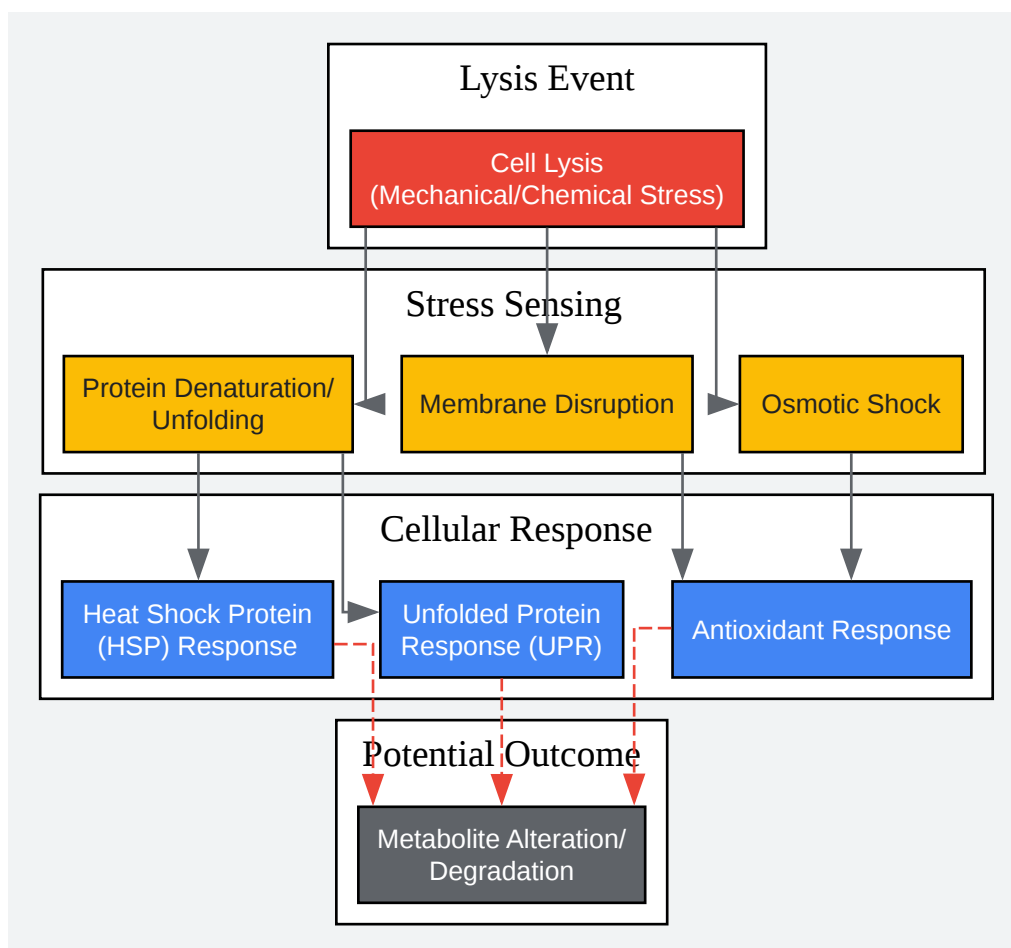 Lysis Event
Cell Lysis
(Mechanical/Chemical Stress)
Stress Sensing
Protein Denaturation/
Unfolding
Membrane Disruption
Osmotic Shock
Cellular Response
Heat Shock Protein
(HSP) Response
Unfolded Protein
Response (UPR)
Antioxidant Response
Potential Outcome
Metabolite Alteration/
Degradation